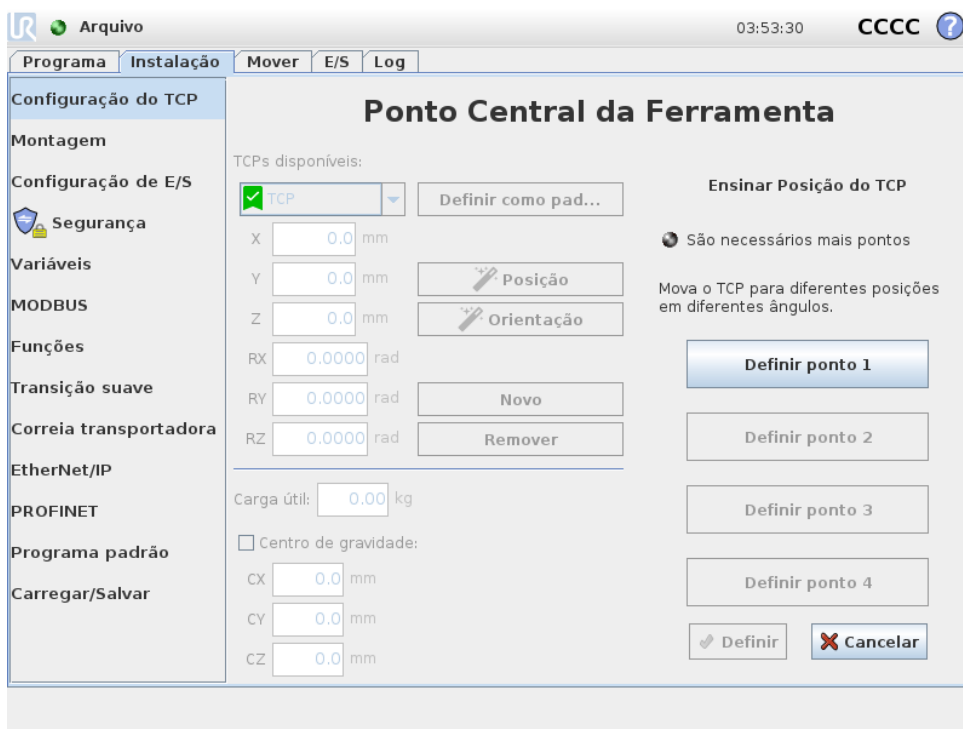 UR Arquivo 03:53:30 CCCC ?
Programa Instalação Mover E/S Log
Configuração do TCP
Montagem
Configuração de E/S
Segurança
Variáveis
MODBUS
Funções
Transição suave
Correia transportadora
EtherNet/IP
PROFINET
Programa padrão
Carregar/Salvar
Ponto Central da Ferramenta
TCPs disponíveis:
TCP Definir como pad...
X 0.0 mm
Y 0.0 mm Posição
Z 0.0 mm Orientação
RX 0.0000 rad
RY 0.0000 rad Novo
RZ 0.0000 rad Remover
Carga útil: 0.00 kg
Centro de gravidade:
CX 0.0 mm
CY 0.0 mm
CZ 0.0 mm
Ensinar Posição do TCP
São necessários mais pontos
Mova o TCP para diferentes posições
em diferentes ângulos.
Definir ponto 1
Definir ponto 2
Definir ponto 3
Definir ponto 4
Definir Cancelar